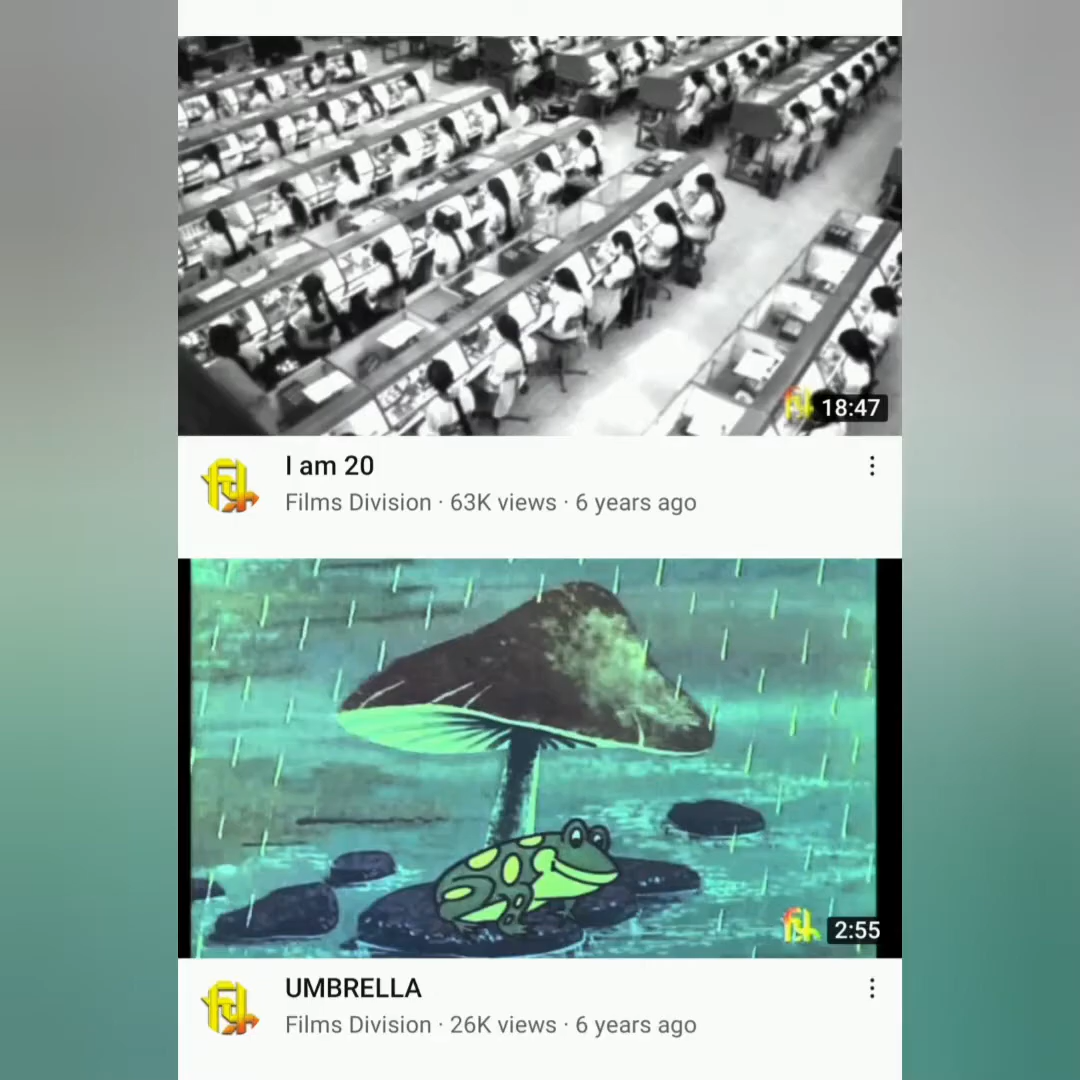 18:47
I am 20
Films Division · 63K views · 6 years ago
2:55
UMBRELLA
Films Division · 26K views · 6 years ago